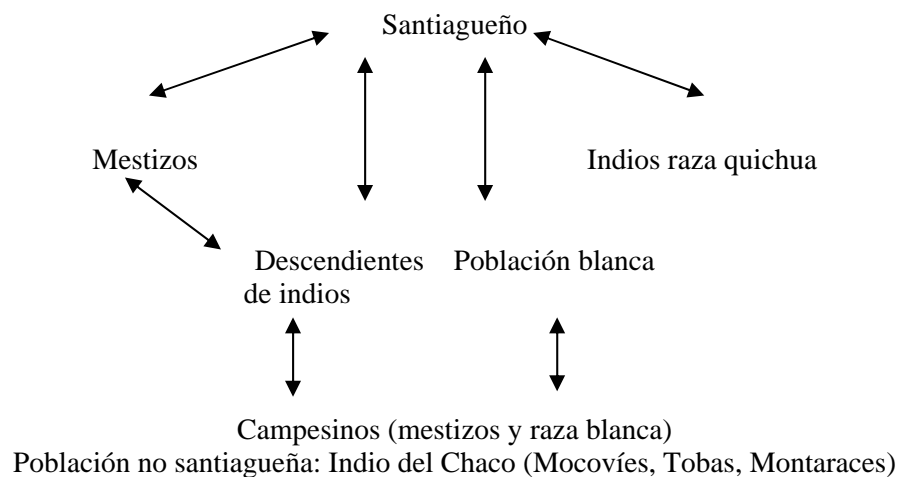 Santiagueño
Mestizos
Indios raza quichua
Descendientes
de indios
Población blanca
Campesinos (mestizos y raza blanca)
Población no santiagueña: Indio del Chaco (Mocovíes, Tobas, Montaraces)